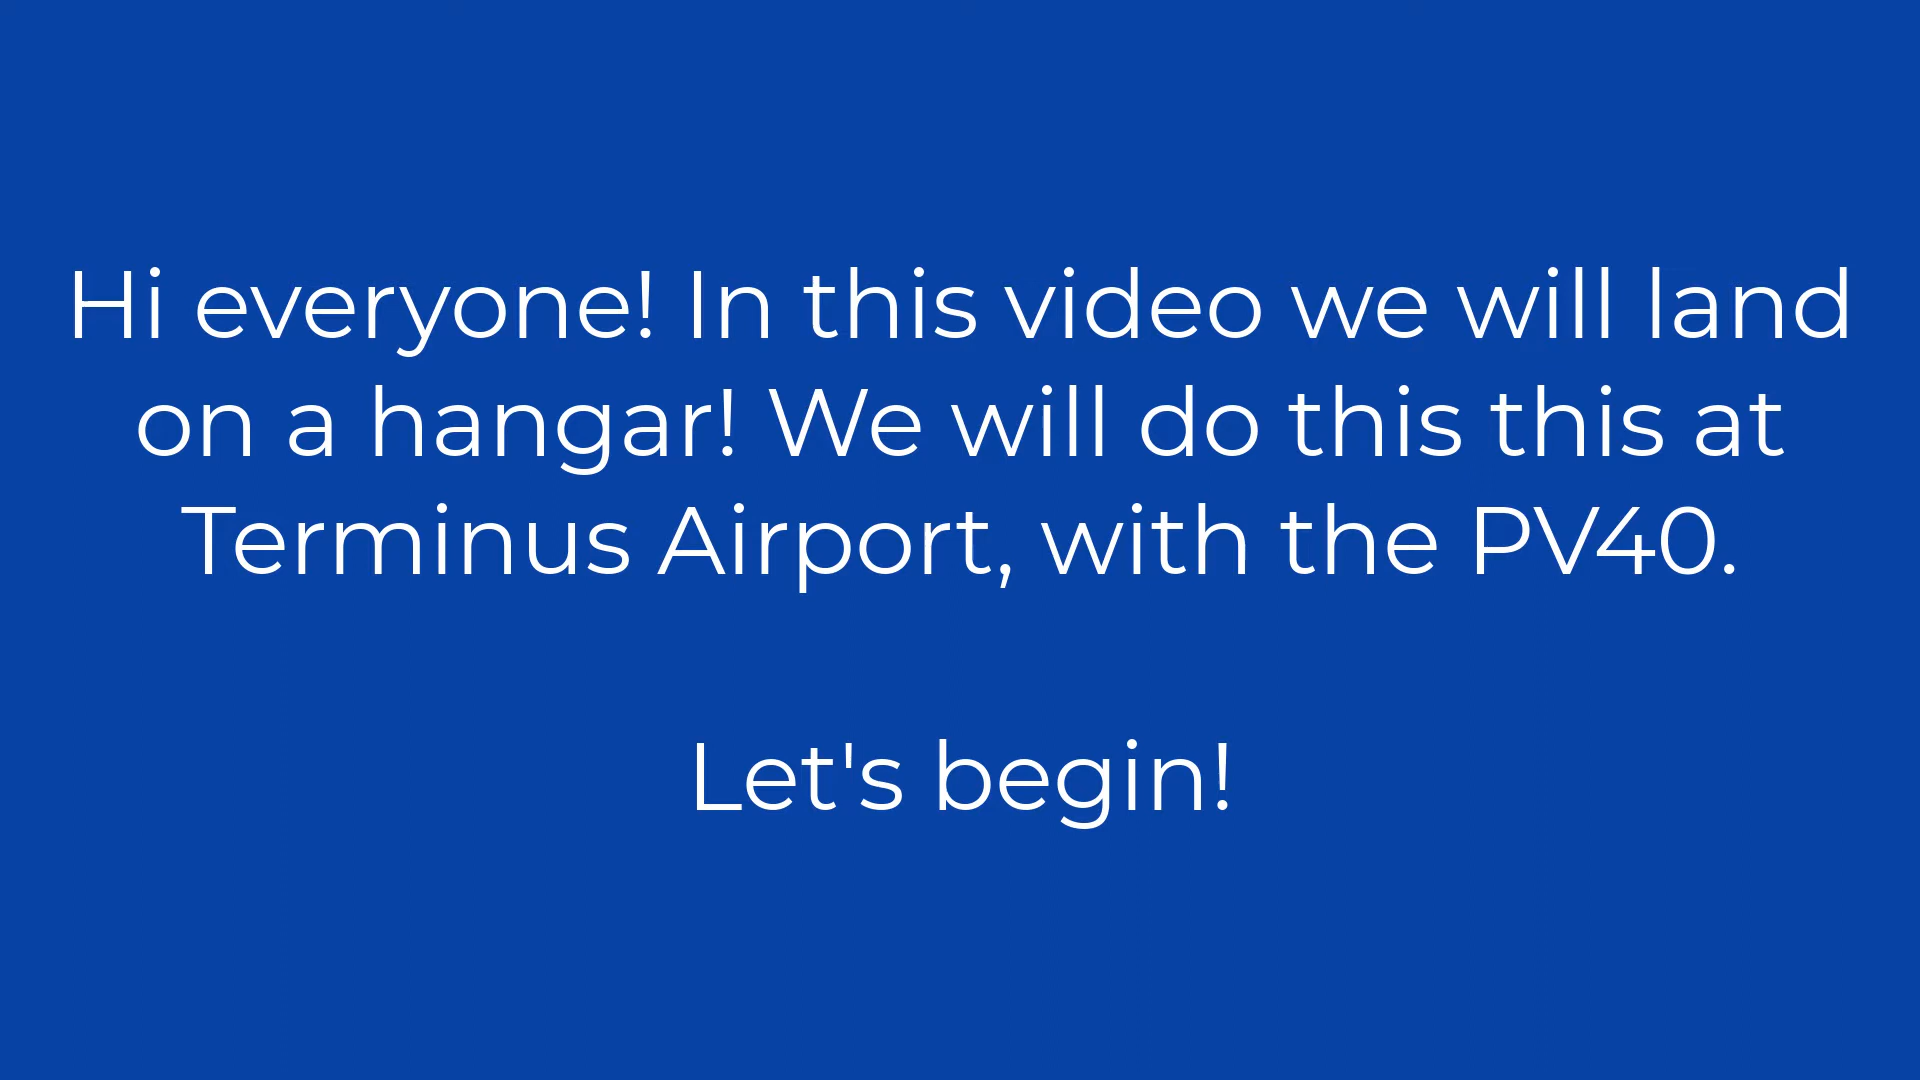 Hi everyone! In this video we will land
on a hangar! We will do this this at
Terminus Airport, with the PV40.
Let's begin!